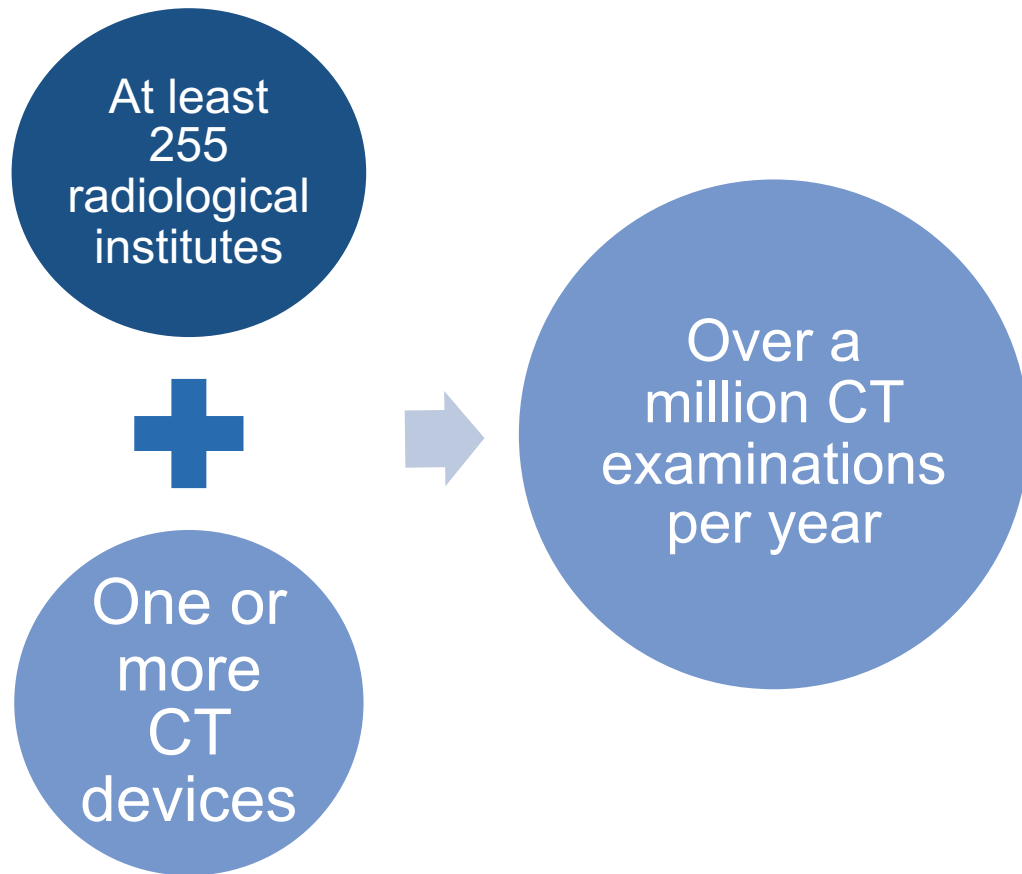 At least
255
radiological
institutes
One or
more
CT
devices
Over a
million CT
examinations
per year